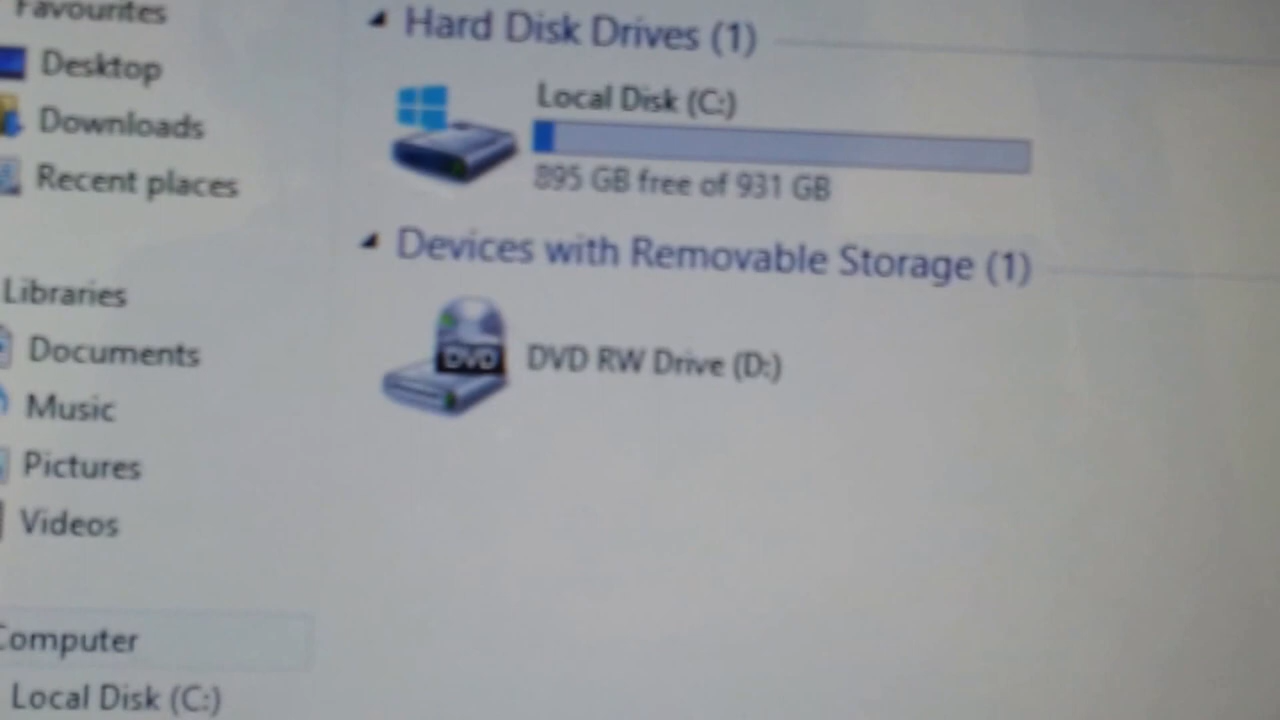 Favourites
Desktop
Downloads
Recent places
Libraries
Documents
Music
Pictures
Videos
Computer
Local Disk (C:)
Hard Disk Drives (1)
Local Disk (C:)
895 GB free of 931 GB
Devices with Removable Storage (1)
DVD
DVD RW Drive (D:)